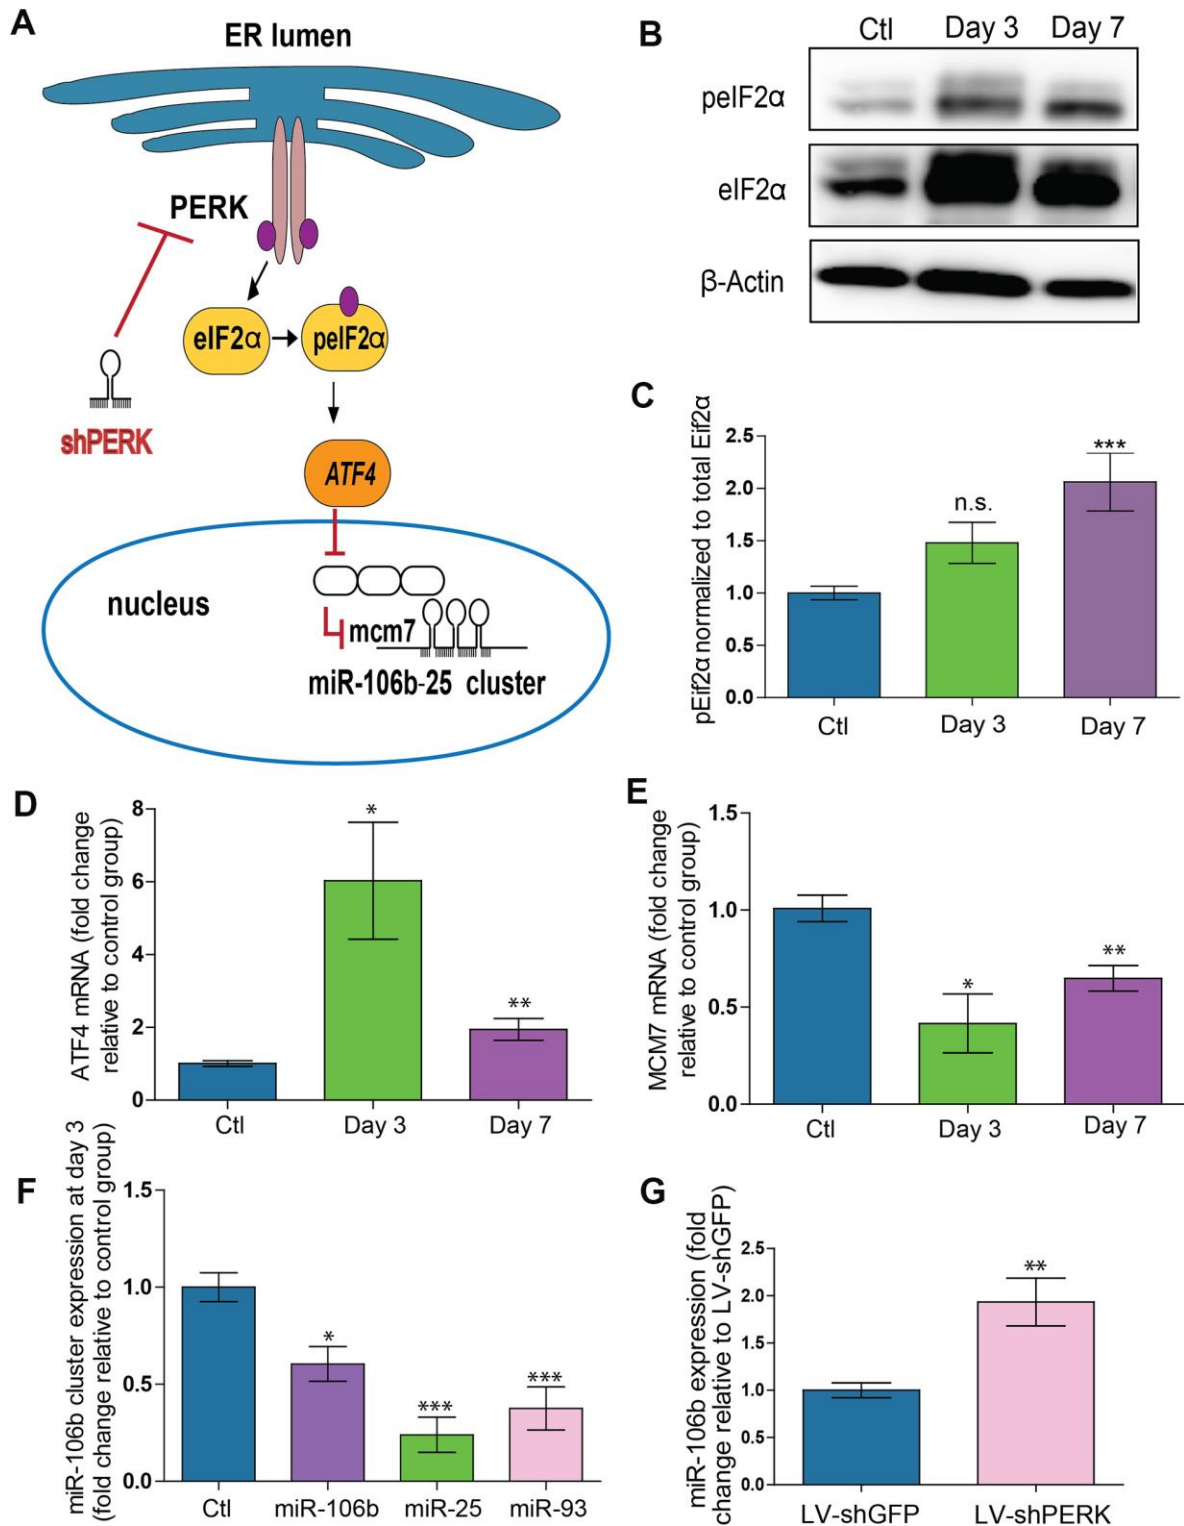 A
ER lumen
PERK
eIF2α
peIF2α
shPERK
ATF4
nucleus
mcm7
miR-106b-25 cluster
B
Ctl Day 3 Day 7
peIF2α
eIF2α
β-Actin
C
pEif2α normalized to total Eif2α
2.5
2.0
1.5
1.0
0.5
0.0
n.s.
***
Ctl Day 3 Day 7
D
ATF4 mRNA (fold change
relative to control group)
8
6
4
2
0
*
**
Ctl Day 3 Day 7
E
MCM7 mRNA (fold change
relative to control group)
1.5
1.0
0.5
0.0
*
**
Ctl Day 3 Day 7
F
miR-106b cluster expression at day 3
(fold change relative to control group)
1.5
1.0
0.5
0.0
*
***
***
Ctl miR-106b miR-25 miR-93
G
miR-106b expression (fold
change relative to LV-shGFP)
2.5
2.0
1.5
1.0
0.5
0.0
**
LV-shGFP LV-shPERK